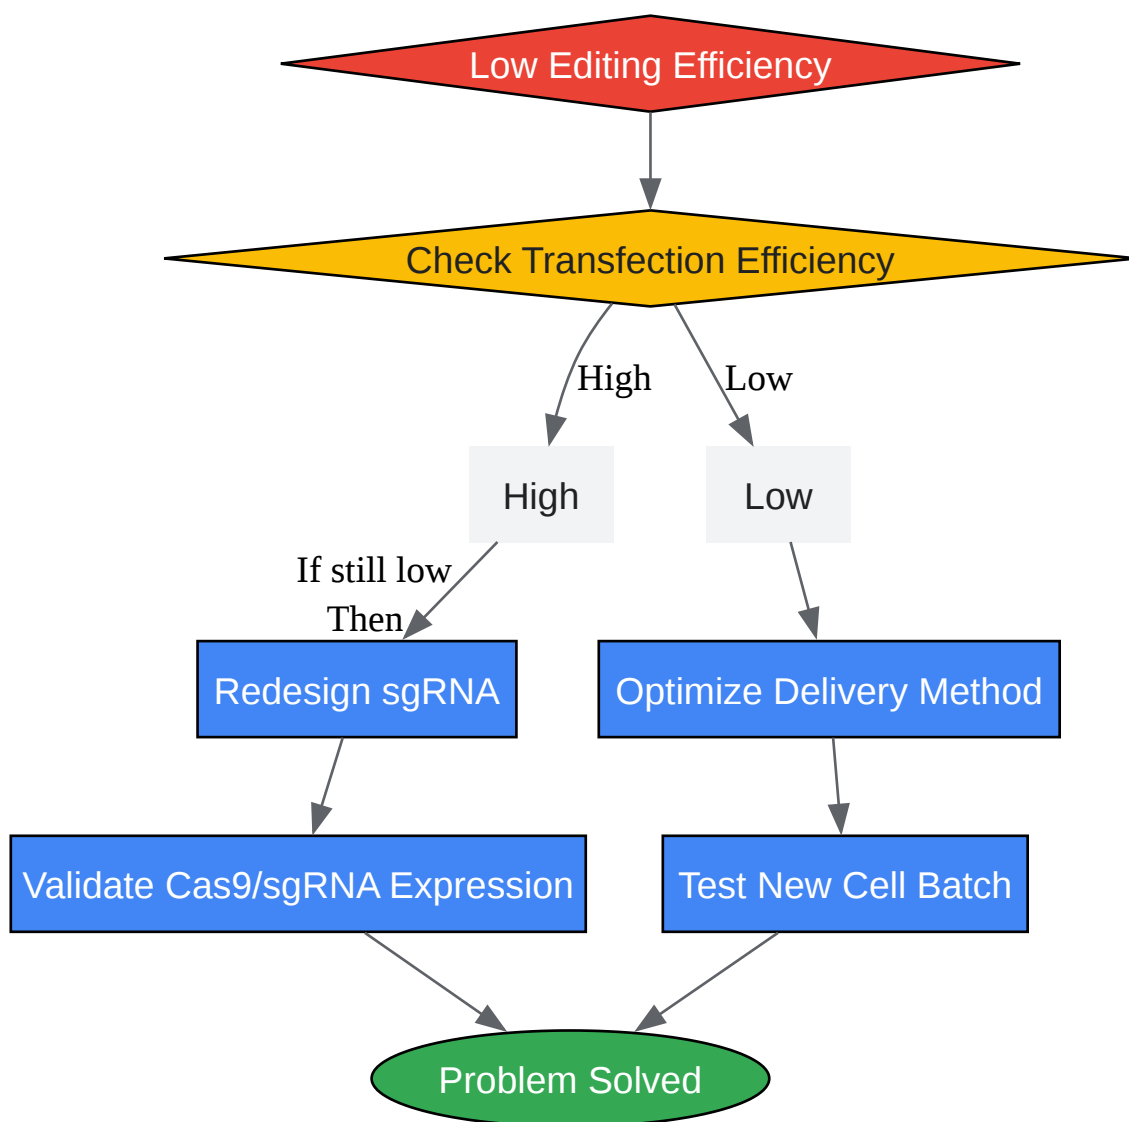 Low Editing Efficiency
Check Transfection Efficiency
High
Low
High
Low
If still low
Then
Redesign sgRNA
Optimize Delivery Method
Validate Cas9/sgRNA Expression
Test New Cell Batch
Problem Solved